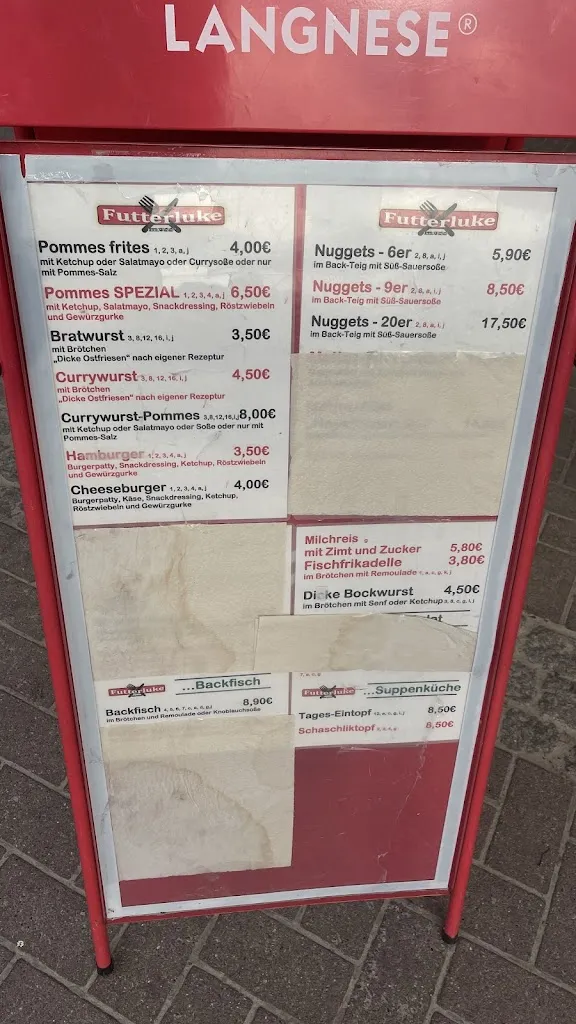 LANGNESE®
Futterluke
Pommes frites 1, 2, 3, a, j 4,00€
mit Ketchup oder Salatmayo oder Currysoße oder nur
mit Pommes-Salz
Pommes SPEZIAL 1, 2, 3, 4, a, j 6,50€
mit Ketchup, Salatmayo, Snackdressing, Röstzwiebeln
und Gewürzgurke
Bratwurst 3, 8, 12, 16, i, j 3,50€
mit Brötchen
„Dicke Ostfriesen" nach eigener Rezeptur
Currywurst 3, 8, 12, 16, i, j 4,50€
mit Brötchen
„Dicke Ostfriesen" nach eigener Rezeptur
Currywurst-Pommes 3,8,12,16,i,j 8,00€
mit Ketchup oder Salatmayo oder Soße oder nur mit
Pommes-Salz
Hamburger 1, 2, 3, 4, a, j 3,50€
Burgerpatty, Snackdressing, Ketchup, Röstzwiebeln
und Gewürzgurke
Cheeseburger 1, 2, 3, 4, a, j 4,00€
Burgerpatty, Käse, Snackdressing, Ketchup,
Röstzwiebeln und Gewürzgurke
Futterluke
Nuggets - 6er 2, 8, a, i, j 5,90€
im Back-Teig mit Süß-Sauersoße
Nuggets - 9er 2, 8, a, i, j 8,50€
im Back-Teig mit Süß-Sauersoße
Nuggets - 20er 2, 8, a, i, j 17,50€
im Back-Teig mit Süß-Sauersoße
Milchreis g
mit Zimt und Zucker 5,80€
Fischfrikadelle 3,80€
im Brötchen mit Remoulade
Dicke Bockwurst 4,50€
im Brötchen mit Senf oder Ketchup
Futterluke ...Backfisch
Backfisch 8,90€
im Brötchen und Remoulade oder Knoblauchsoße
Futterluke ...Suppenküche
Tages-Eintopf 8,50€
Schaschliktopf 8,50€